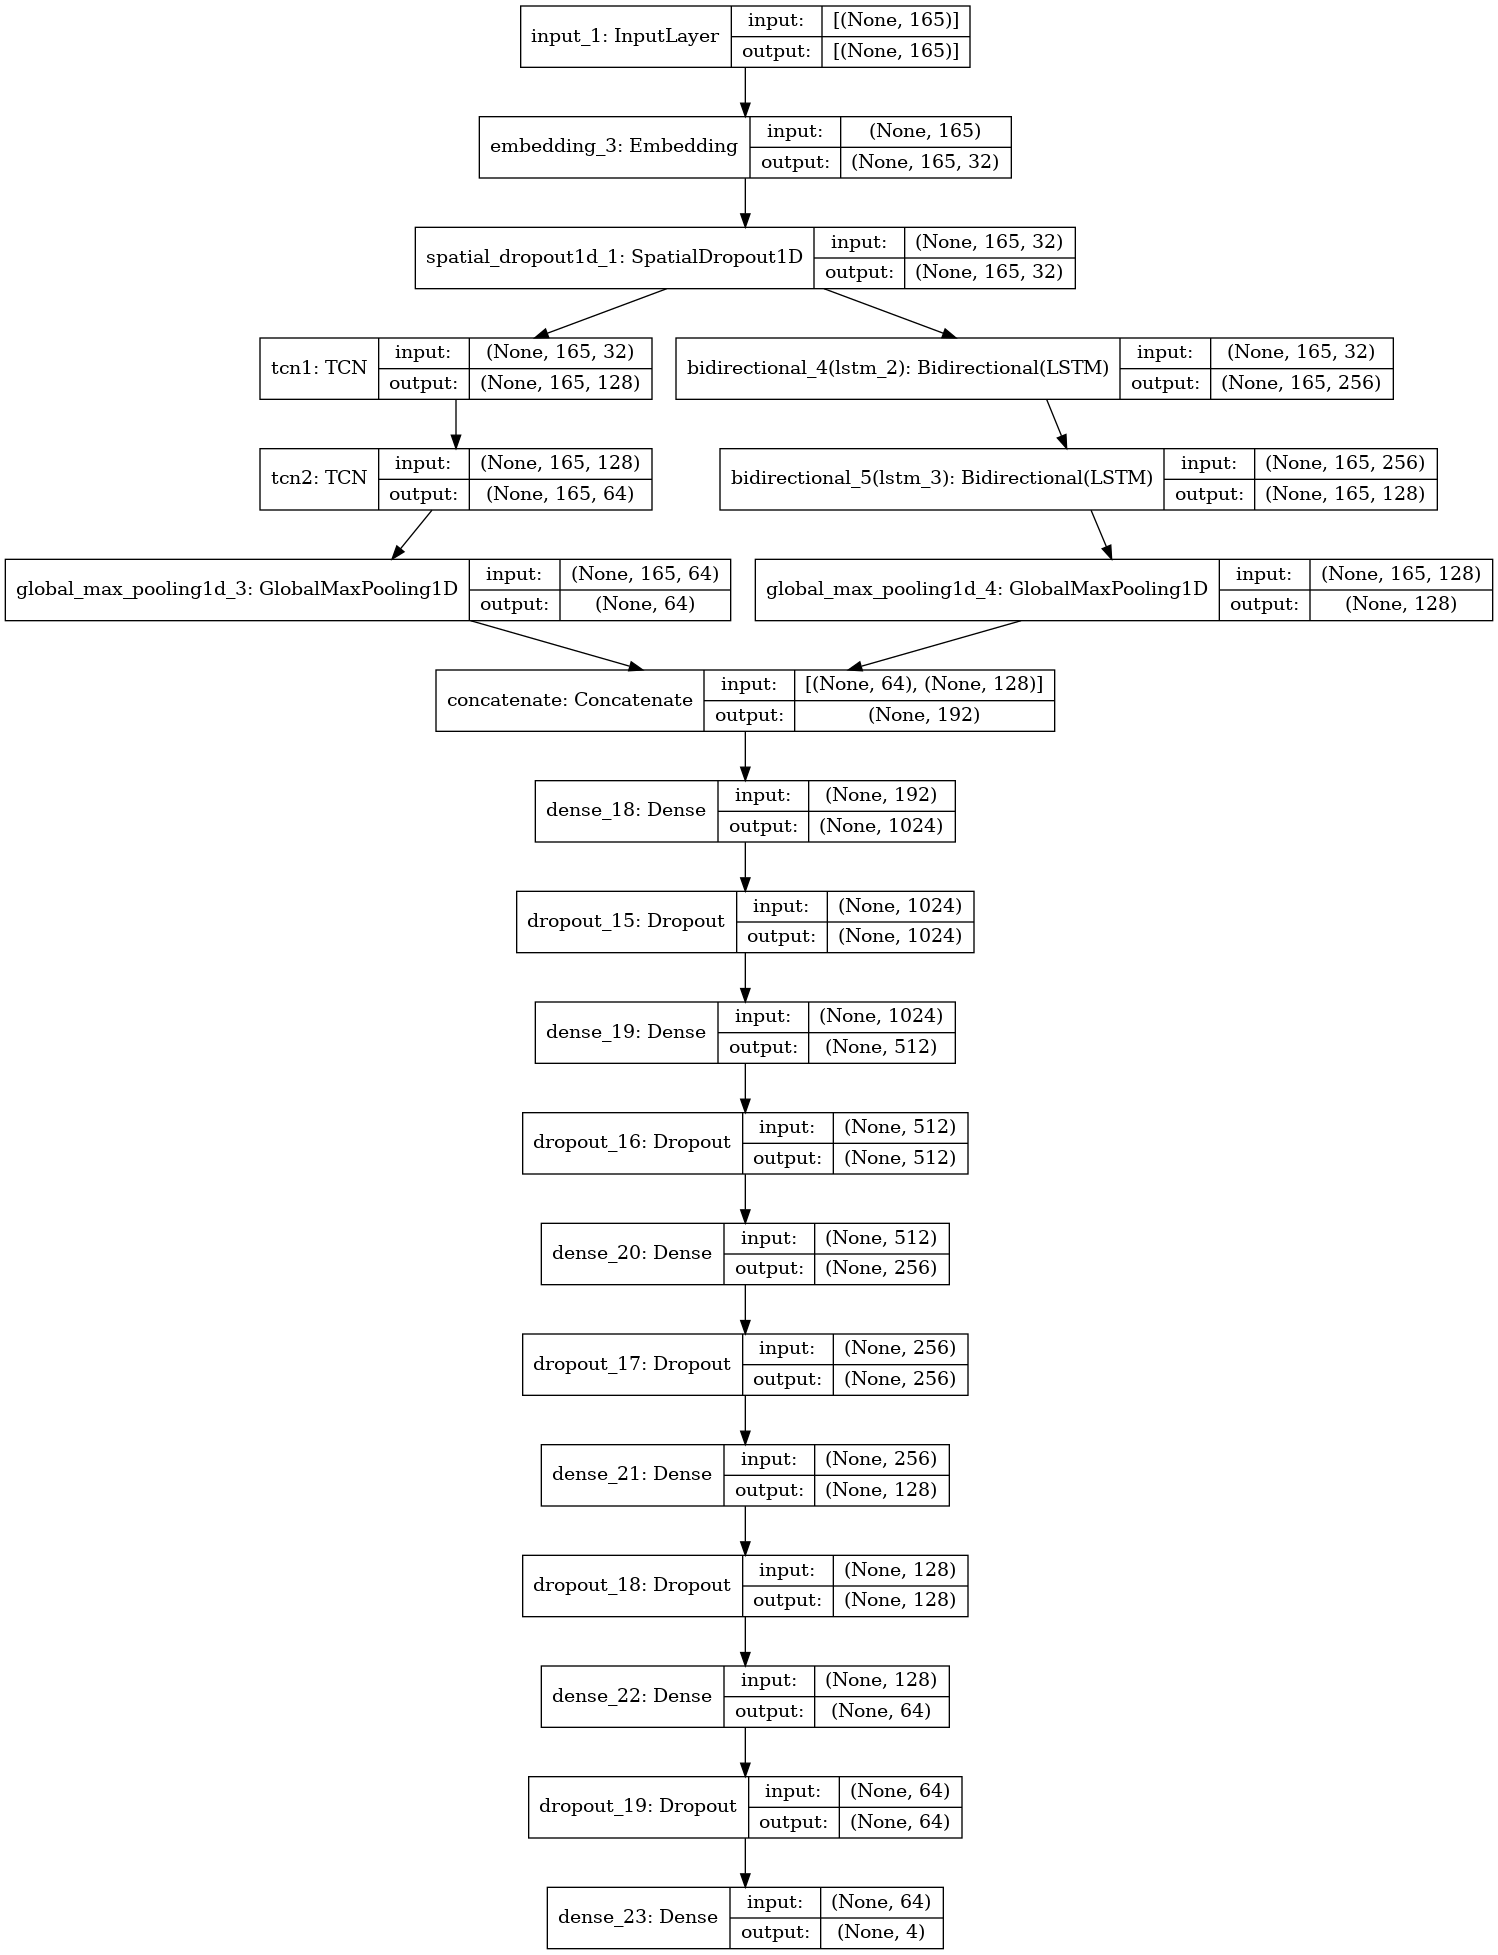 input_1: InputLayer
input:
[(None, 165)]
output:
[(None, 165)]
embedding_3: Embedding
input:
(None, 165)
output:
(None, 165, 32)
spatial_dropout1d_1: SpatialDropout1D
input:
(None, 165, 32)
output:
(None, 165, 32)
tcn1: TCN
input:
(None, 165, 32)
output:
(None, 165, 128)
bidirectional_4(lstm_2): Bidirectional(LSTM)
input:
(None, 165, 32)
output:
(None, 165, 256)
tcn2: TCN
input:
(None, 165, 128)
output:
(None, 165, 64)
bidirectional_5(lstm_3): Bidirectional(LSTM)
input:
(None, 165, 256)
output:
(None, 165, 128)
global_max_pooling1d_3: GlobalMaxPooling1D
input:
(None, 165, 64)
output:
(None, 64)
global_max_pooling1d_4: GlobalMaxPooling1D
input:
(None, 165, 128)
output:
(None, 128)
concatenate: Concatenate
input:
[(None, 64), (None, 128)]
output:
(None, 192)
dense_18: Dense
input:
(None, 192)
output:
(None, 1024)
dropout_15: Dropout
input:
(None, 1024)
output:
(None, 1024)
dense_19: Dense
input:
(None, 1024)
output:
(None, 512)
dropout_16: Dropout
input:
(None, 512)
output:
(None, 512)
dense_20: Dense
input:
(None, 512)
output:
(None, 256)
dropout_17: Dropout
input:
(None, 256)
output:
(None, 256)
dense_21: Dense
input:
(None, 256)
output:
(None, 128)
dropout_18: Dropout
input:
(None, 128)
output:
(None, 128)
dense_22: Dense
input:
(None, 128)
output:
(None, 64)
dropout_19: Dropout
input:
(None, 64)
output:
(None, 64)
dense_23: Dense
input:
(None, 64)
output:
(None, 4)